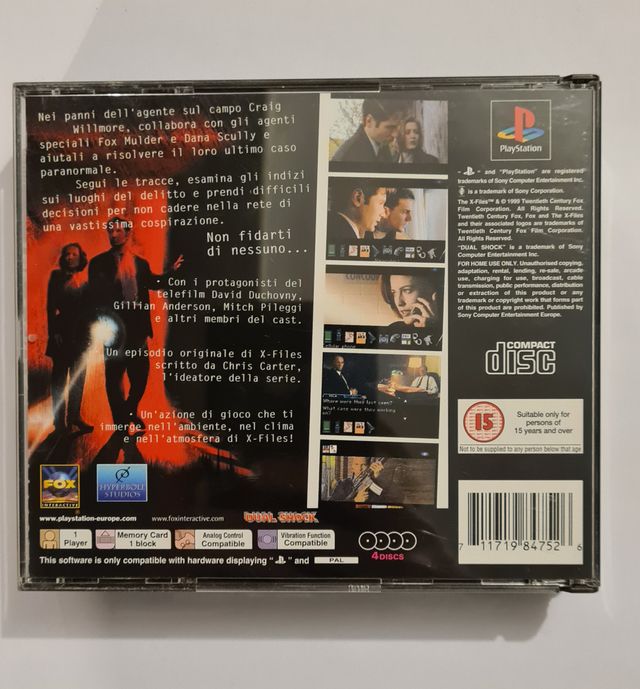 Nei panni dell'agente sul campo Craig
Willmore, collabora con gli agenti
speciali Fox Mulder e Dana Scully e
aiutali a risolvere il loro ultimo caso
paranormale.
Segui le tracce, esamina gli indizi
sui luoghi del delitto e prendi difficili
decisioni per non cadere nella rete di
una vastissima cospirazione.
Non fidarti
di nessuno...
• Con i protagonisti del
telefilm David Duchovny,
Gillian Anderson, Mitch Pileggi
e altri membri del cast.
Un episodio originale di X-Files
scritto da Chris Carter,
l'ideatore della serie.
• Un'azione di gioco che ti
immerge nell'ambiente, nel clima
e nell'atmosfera di X-Files!
Cellular phone
Where were they last seen?
What case were they working
on?
PlayStation
" " and "PlayStation" are registered
trademarks of Sony Computer Entertainment Inc.
is a trademark of Sony Corporation.
The X-Files™ & © 1999 Twentieth Century Fox
Film Corporation. All Rights Reserved.
Twentieth Century Fox, Fox and The X-Files
and their associated logos are trademarks of
Twentieth Century Fox Film Corporation.
All Rights Reserved.
"DUAL SHOCK" is a trademark of Sony
Computer Entertainment Inc.
FOR HOME USE ONLY. Unauthorised copying,
adaptation, rental, lending, re-sale, arcade
use, charging for use, broadcast, cable
transmission, public performance, distribution
or extraction of this product or any
trademark or copyright work that forms part
of this product are prohibited. Published by
Sony Computer Entertainment Europe.
COMPACT
disc
15
Suitable only for
persons of
15 years and over
Not to be supplied to any person below that age
FOX
INTERACTIVE
HYPERBOLE
STUDIOS
www.playstation-europe.com www.foxinteractive.com
DUAL SHOCK
1
Player
Memory Card
1 block
Analog Control
Compatible
Vibration Function
Compatible
4 DISCS
This software is only compatible with hardware displaying " " and PAL
7 11719 84752 6